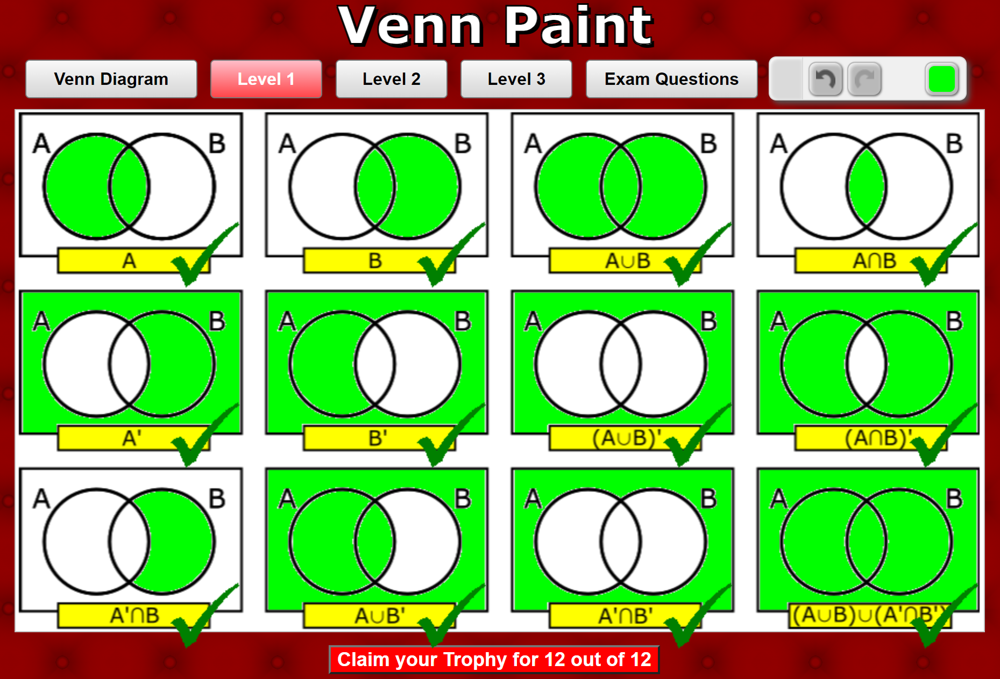 Venn Paint
Venn Diagram
Level 1
Level 2
Level 3
Exam Questions
A B
A
A B
B
A B
A∪B
A B
A∩B
A B
A'
A B
B'
A B
(A∪B)'
A B
(A∩B)'
A B
A'∩B
A B
A∪B'
A B
A'∩B'
A B
(A∪B)∪(A'∩B')
Claim your Trophy for 12 out of 12